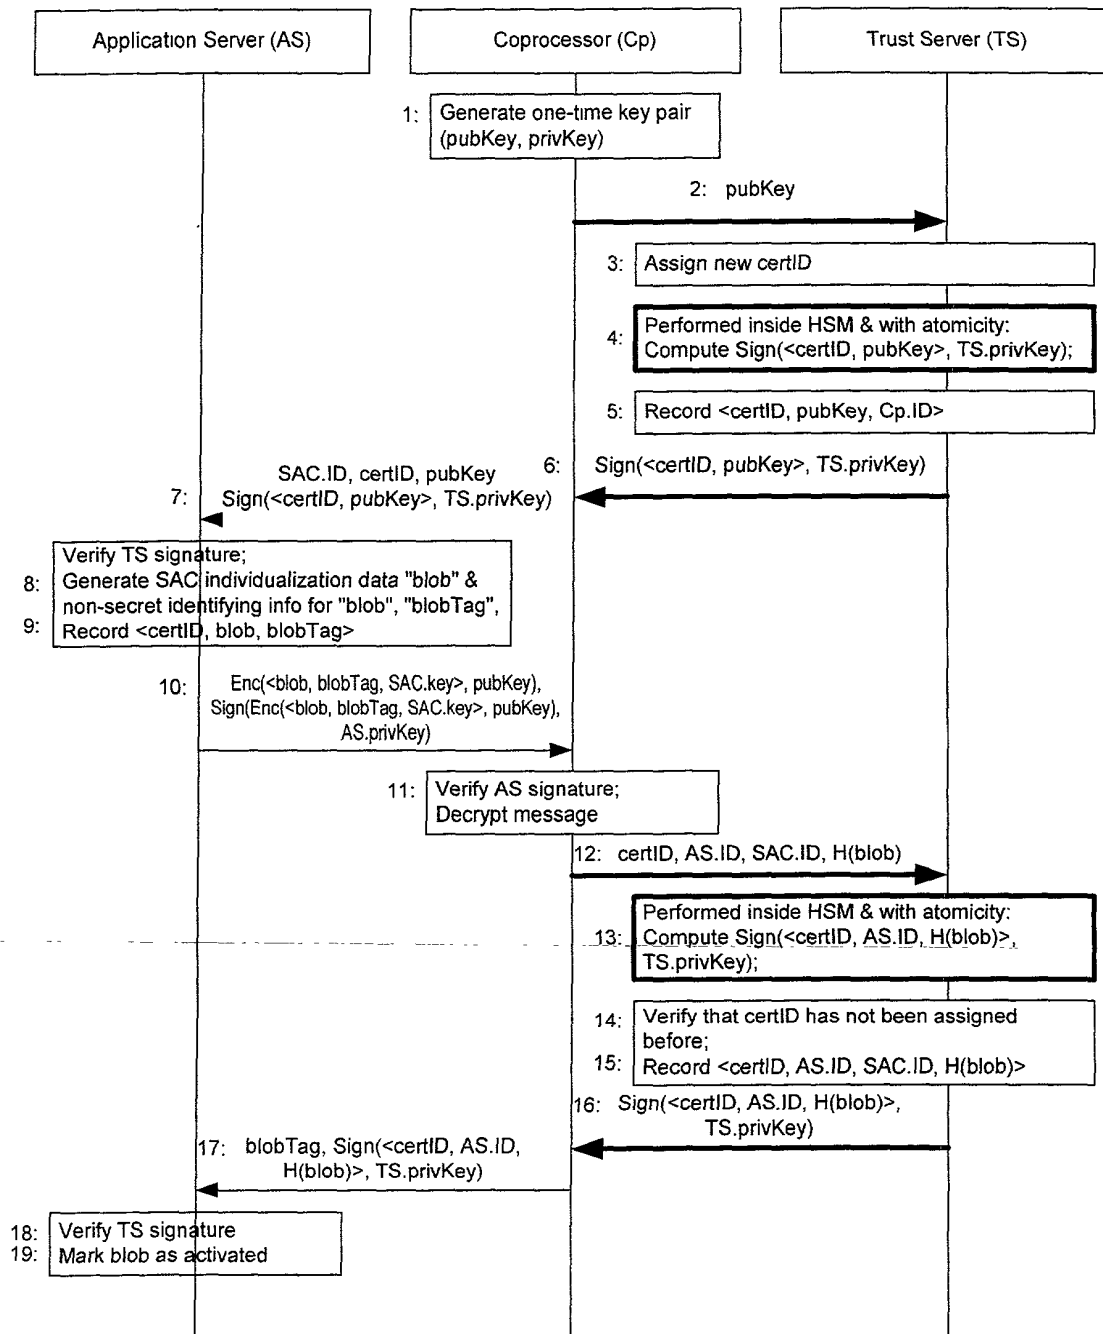 Application Server (AS)
Coprocessor (Cp)
Trust Server (TS)
1:
Generate one-time key pair
(pubKey, privKey)
2: pubKey
3:
Assign new certID
4:
Performed inside HSM & with atomicity:
Compute Sign(<certID, pubKey>, TS.privKey);
5:
Record <certID, pubKey, Cp.ID>
6:
Sign(<certID, pubKey>, TS.privKey)
7:
SAC.ID, certID, pubKey
Sign(<certID, pubKey>, TS.privKey)
8:
Verify TS signature;
Generate SAC individualization data "blob" &
non-secret identifying info for "blob", "blobTag",
9:
Record <certID, blob, blobTag>
10:
Enc(<blob, blobTag, SAC.key>, pubKey),
Sign(Enc(<blob, blobTag, SAC.key>, pubKey),
AS.privKey)
11:
Verify AS signature;
Decrypt message
12: certID, AS.ID, SAC.ID, H(blob)
13:
Performed inside HSM & with atomicity:
Compute Sign(<certID, AS.ID, H(blob)>,
TS.privKey);
14:
Verify that certID has not been assigned
before;
15:
Record <certID, AS.ID, SAC.ID, H(blob)>
16: Sign(<certID, AS.ID, H(blob)>,
TS.privKey)
17: blobTag, Sign(<certID, AS.ID,
H(blob)>, TS.privKey)
18: Verify TS signature
19: Mark blob as activated